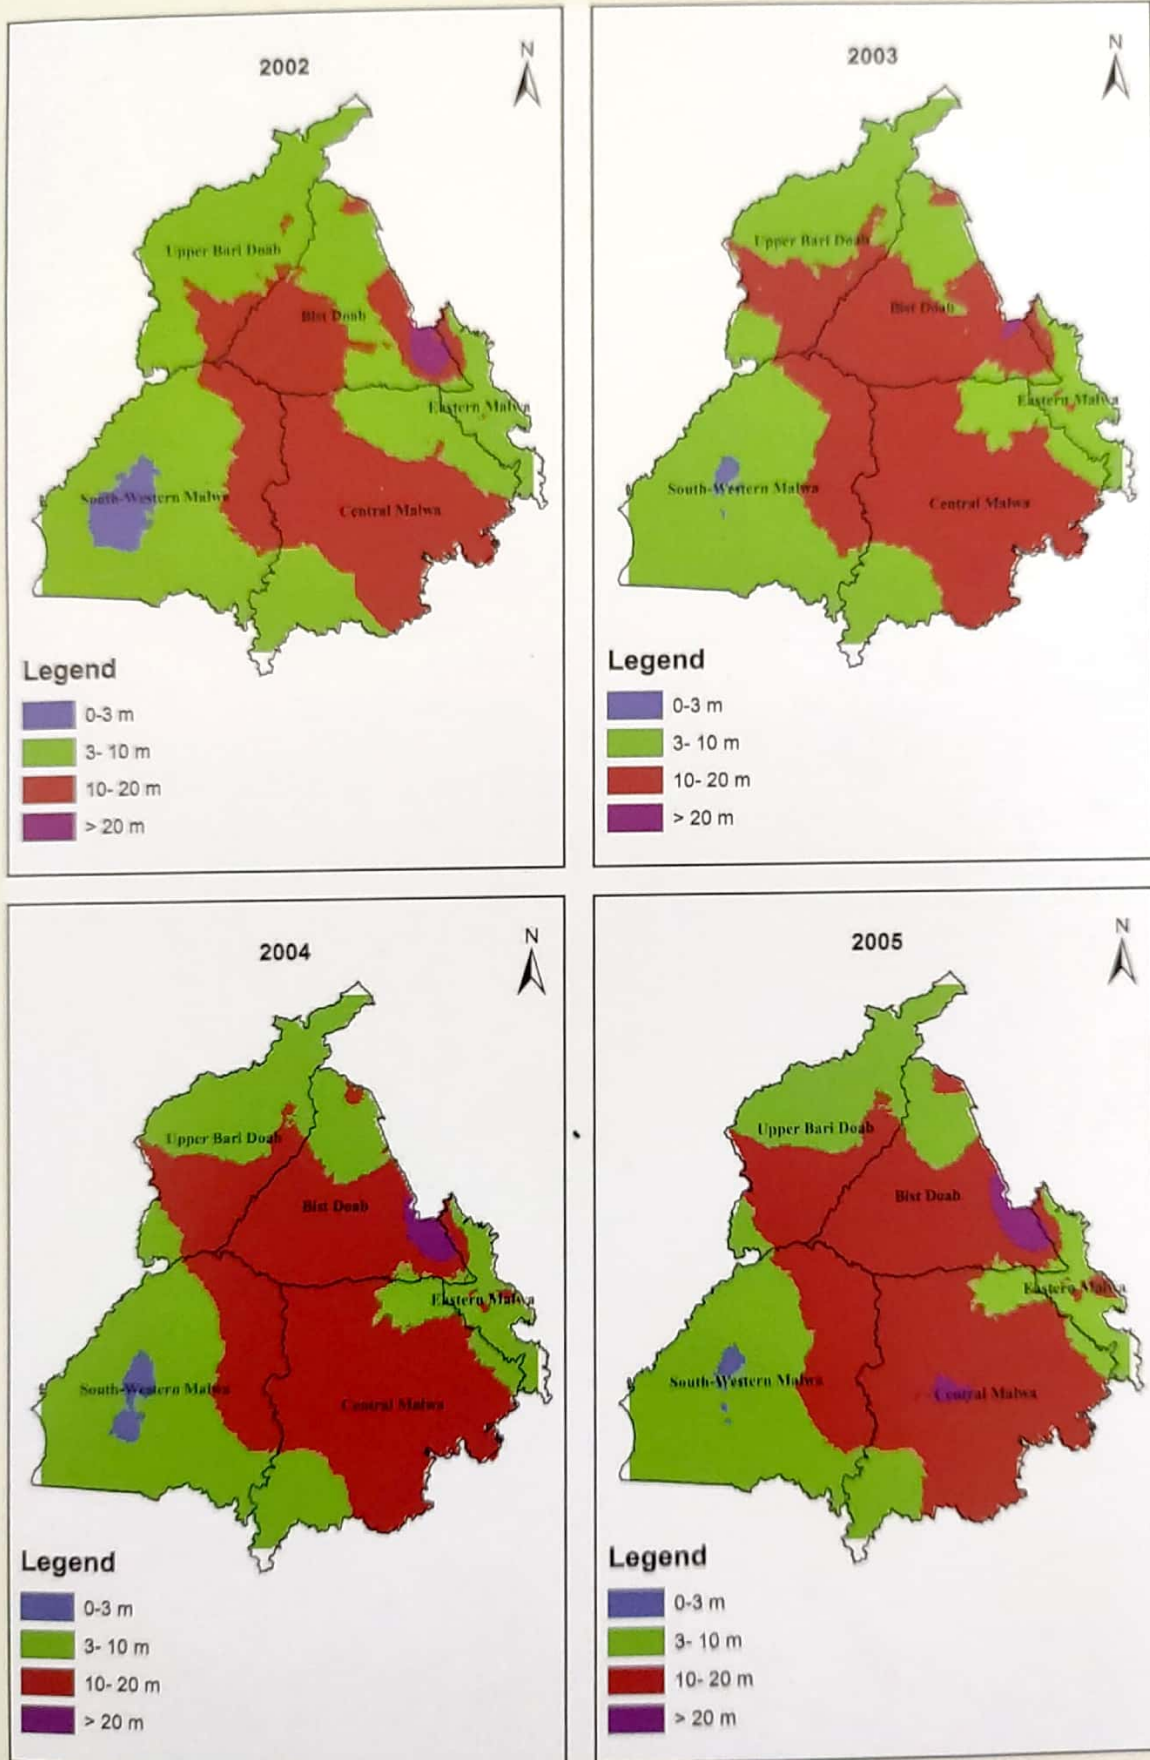 2002
N
Upper Bari Doab
Bist Doab
Eastern Malwa
South-Western Malwa
Central Malwa
Legend
0-3 m
3- 10 m
10- 20 m
> 20 m
2003
N
Upper Bari Doab
Bist Doab
Eastern Malwa
South-Western Malwa
Central Malwa
Legend
0-3 m
3- 10 m
10- 20 m
> 20 m
2004
N
Upper Bari Doab
Bist Doab
Eastern Malwa
South-Western Malwa
Central Malwa
Legend
0-3 m
3- 10 m
10- 20 m
> 20 m
2005
N
Upper Bari Doab
Bist Doab
Eastern Malwa
South-Western Malwa
Central Malwa
Legend
0-3 m
3- 10 m
10- 20 m
> 20 m